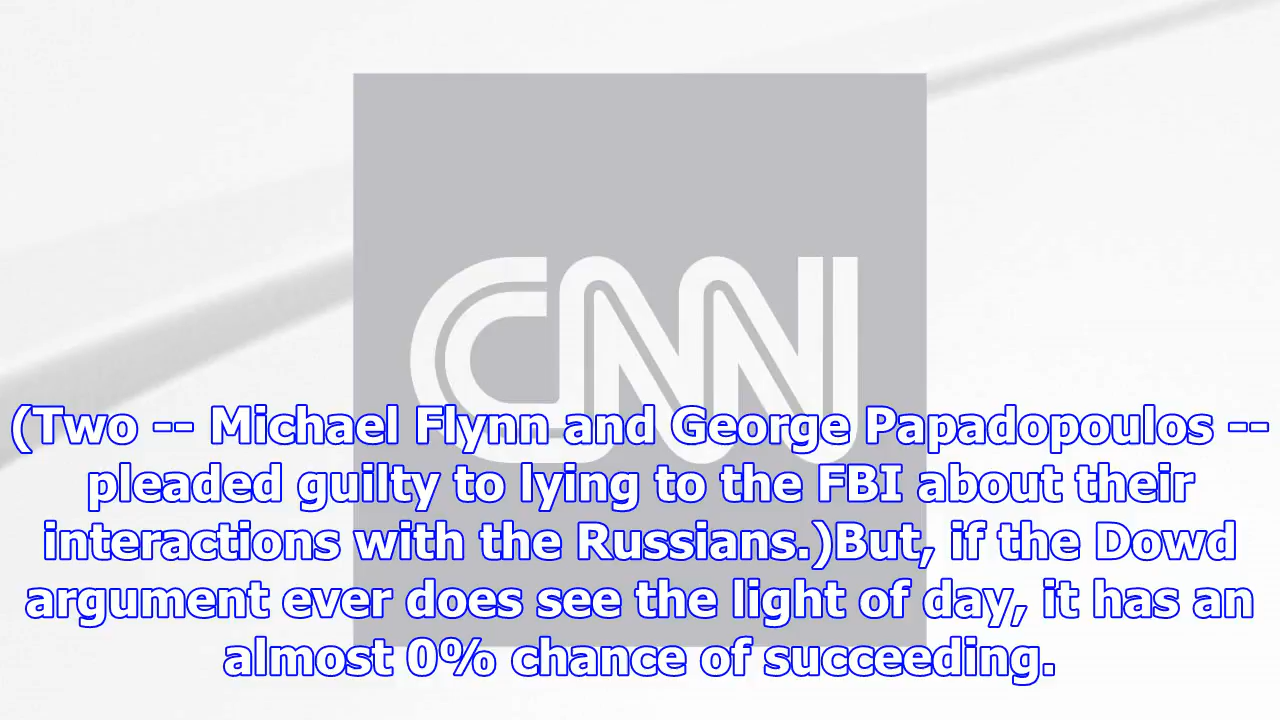 CNN
(Two -- Michael Flynn and George Papadopoulos --
pleaded guilty to lying to the FBI about their
interactions with the Russians.)But, if the Dowd
argument ever does see the light of day, it has an
almost 0% chance of succeeding.